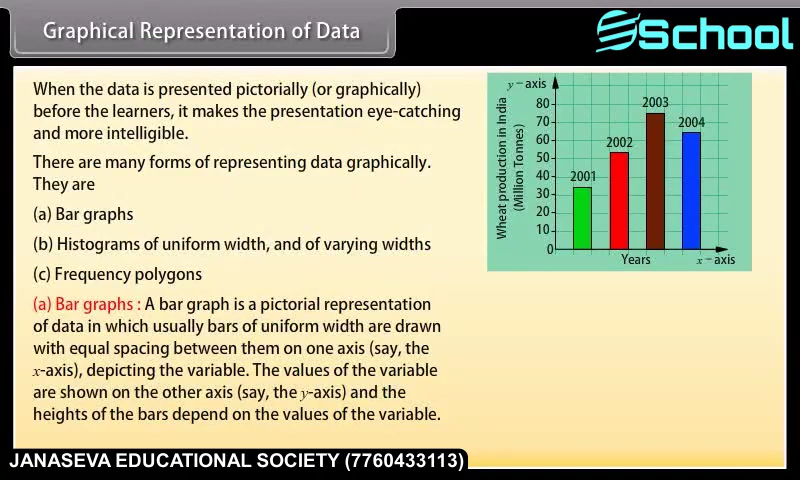 Graphical Representation of Data
School
When the data is presented pictorially (or graphically)
before the learners, it makes the presentation eye-catching
and more intelligible.
There are many forms of representing data graphically.
They are
(a) Bar graphs
(b) Histograms of uniform width, and of varying widths
(c) Frequency polygons
(a) Bar graphs : A bar graph is a pictorial representation
of data in which usually bars of uniform width are drawn
with equal spacing between them on one axis (say, the
x-axis), depicting the variable. The values of the variable
are shown on the other axis (say, the y-axis) and the
heights of the bars depend on the values of the variable.
y – axis
Wheat production in India
(Million Tonnes)
80
70
60
50
40
30
20
10
0
2001
2002
2003
2004
Years
x – axis
JANASEVA EDUCATIONAL SOCIETY (7760433113)